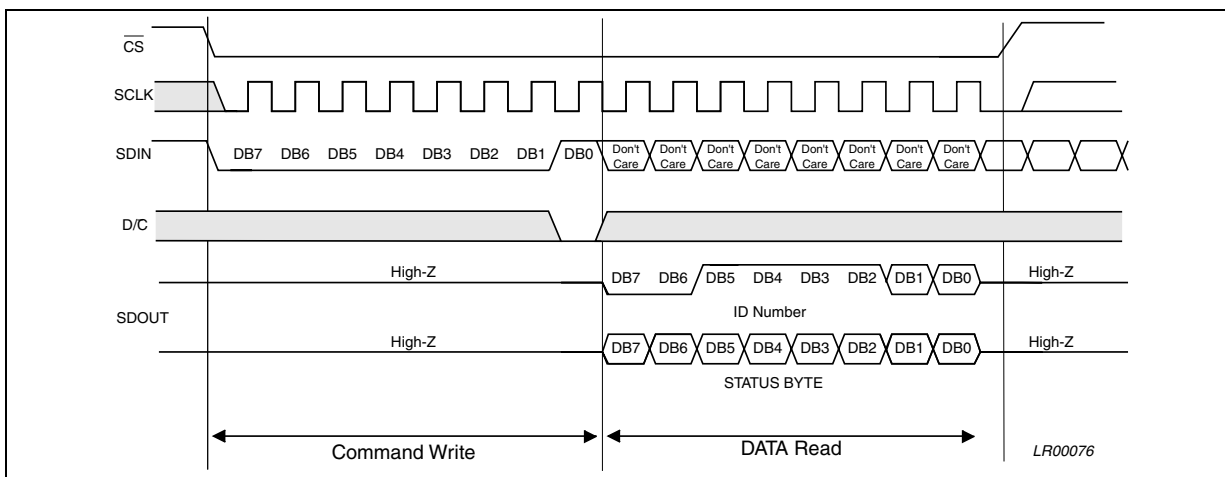 C̅S̅
SCLK
SDIN DB7 DB6 DB5 DB4 DB3 DB2 DB1 DB0 Don't Care Don't Care Don't Care Don't Care Don't Care Don't Care Don't Care Don't Care
D/C̅
High-Z DB7 DB6 DB5 DB4 DB3 DB2 DB1 DB0 High-Z
ID Number
SDOUT
High-Z DB7 DB6 DB5 DB4 DB3 DB2 DB1 DB0 High-Z
STATUS BYTE
Command Write DATA Read LR00076